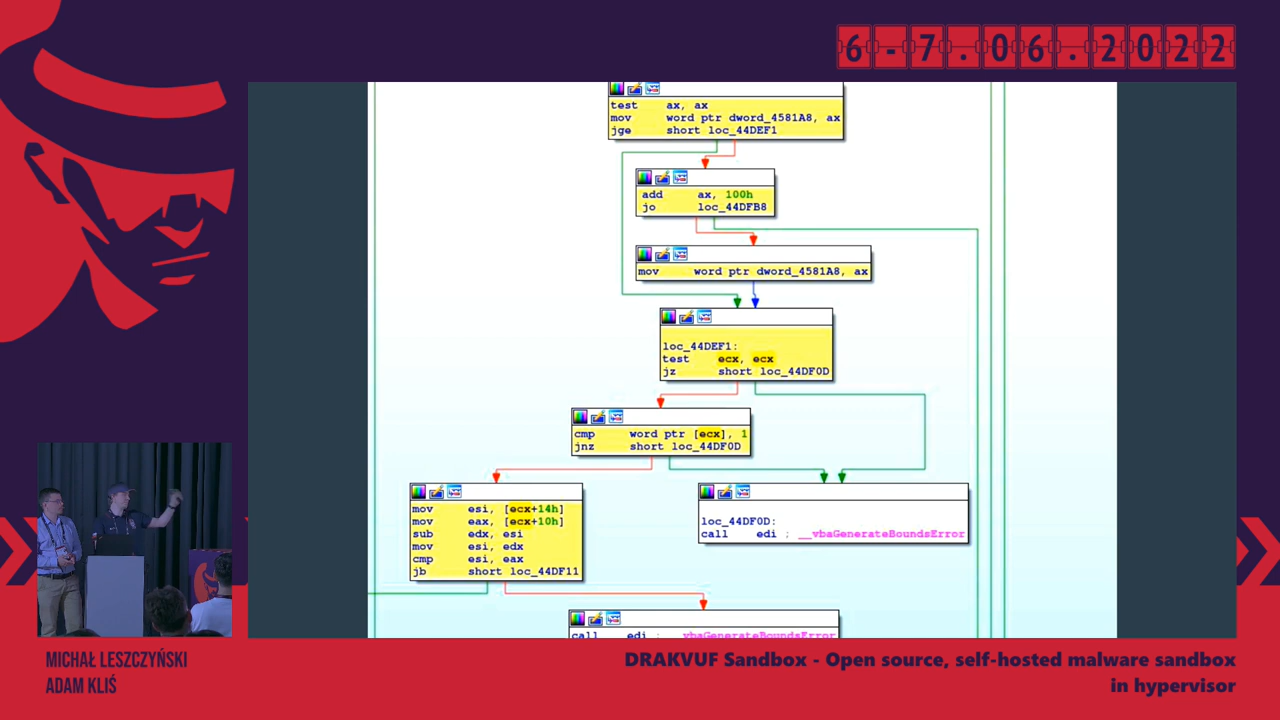 6-7.06.2022
test ax, ax
mov word ptr dword_4581A8, ax
jge short loc_44DEF1
add ax, 100h
jo loc_44DFB8
mov word ptr dword_4581A8, ax
loc_44DEF1:
test ecx, ecx
jz short loc_44DF0D
cmp word ptr [ecx], 1
jnz short loc_44DF0D
mov esi, [ecx+14h]
mov eax, [ecx+10h]
sub edx, esi
mov esi, edx
cmp esi, eax
jb short loc_44DF11
loc_44DF0D:
call edi ; __vbaGenerateBoundsError
call edi ; __vbaGenerateBoundsError
MICHAŁ LESZCZYŃSKI
ADAM KLIŚ
DRAKVUF Sandbox - Open source, self-hosted malware sandbox
in hypervisor